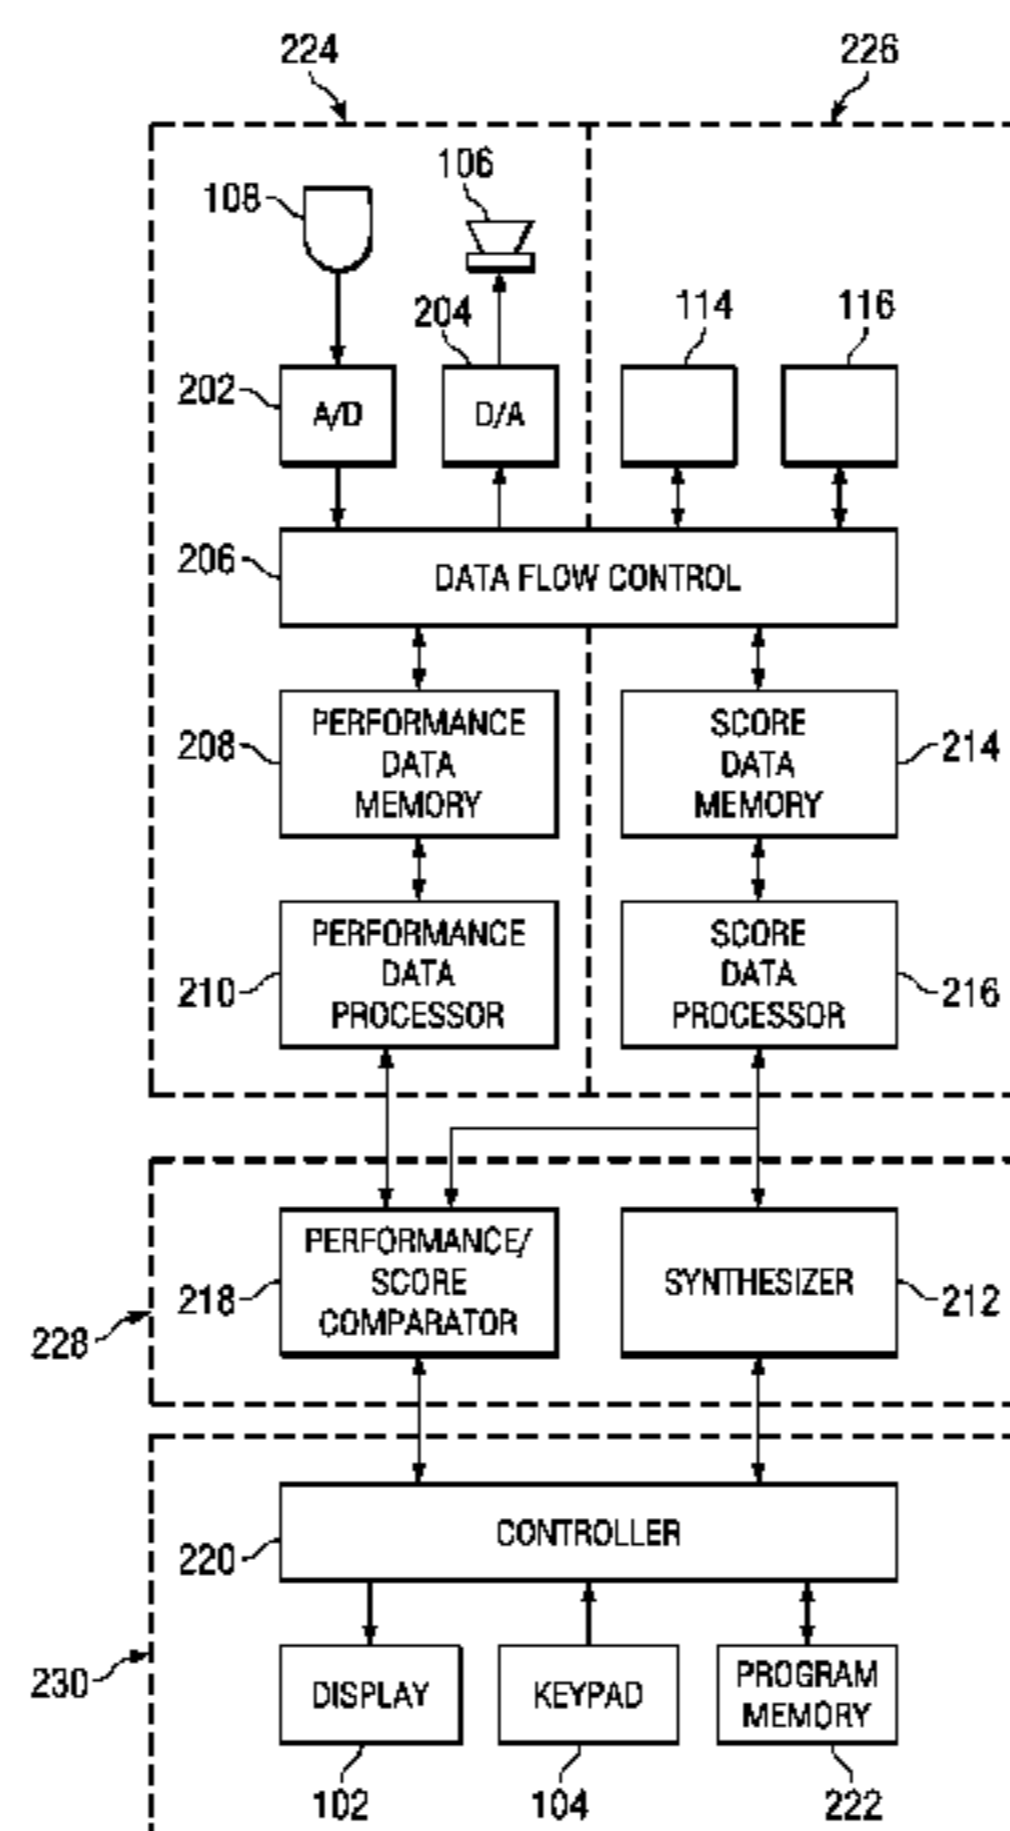 224
226
106
108
204
114
116
202
A/D
D/A
206
DATA FLOW CONTROL
208
PERFORMANCE
DATA
MEMORY
SCORE
DATA
MEMORY
214
210
PERFORMANCE
DATA
PROCESSOR
SCORE
DATA
PROCESSOR
216
228
218
PERFORMANCE/
SCORE
COMPARATOR
SYNTHESIZER
212
220
CONTROLLER
230
DISPLAY
KEYPAD
PROGRAM
MEMORY
102
104
222